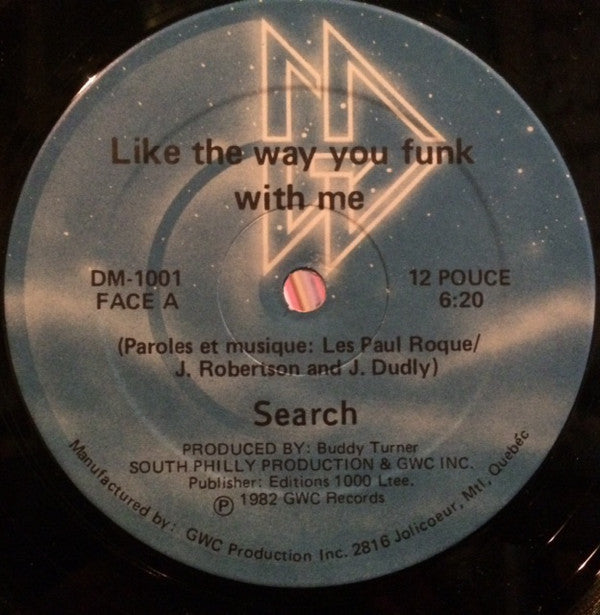 Like the way you funk
with me
DM-1001
FACE A
12 POUCE
6:20
(Paroles et musique: Les Paul Roque/
J. Robertson and J. Dudly)
Search
PRODUCED BY: Buddy Turner
SOUTH PHILLY PRODUCTION & GWC INC.
Publisher: Editions 1000 Ltee.
Ⓟ 1982 GWC Records
Manufactured by: GWC Production Inc. 2816 Jolicoeur, Mtl, Quebéc